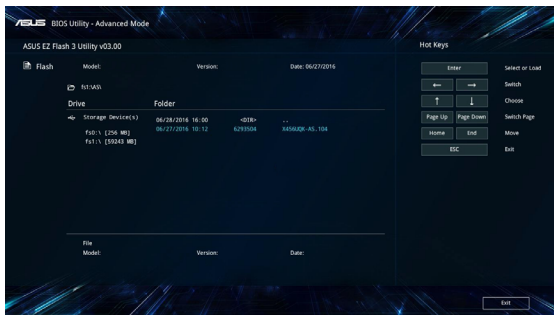 ASUS BIOS Utility - Advanced Mode
ASUS EZ Flash 3 Utility v03.00
Flash
Model: Version: Date: 06/27/2016
fs1:\AS\
Drive Folder
Storage Device(s)
fs0:\ [256 MB]
fs1:\ [59243 MB]
06/28/2016 16:00 <DIR> ..
06/27/2016 10:12 6293504 X456UQK-AS.104
File
Model: Version: Date:
Hot Keys
Enter Select or Load
← → Switch
↑ ↓ Choose
Page Up Page Down Switch Page
Home End Move
ESC Exit
Exit